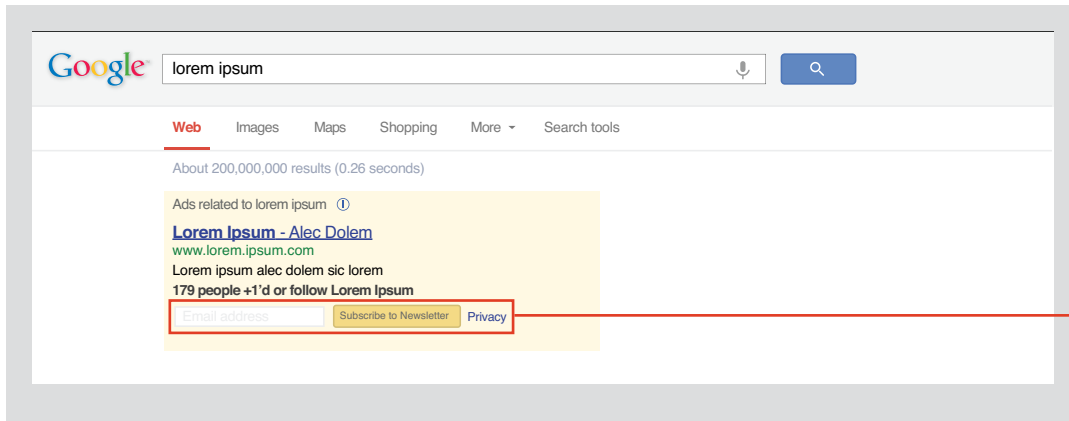 Google lorem ipsum
Web Images Maps Shopping More Search tools
About 200,000,000 results (0.26 seconds)
Ads related to lorem ipsum
Lorem Ipsum - Alec Dolem
www.lorem.ipsum.com
Lorem ipsum alec dolem sic lorem
179 people +1'd or follow Lorem Ipsum
Email address Subscribe to Newsletter Privacy